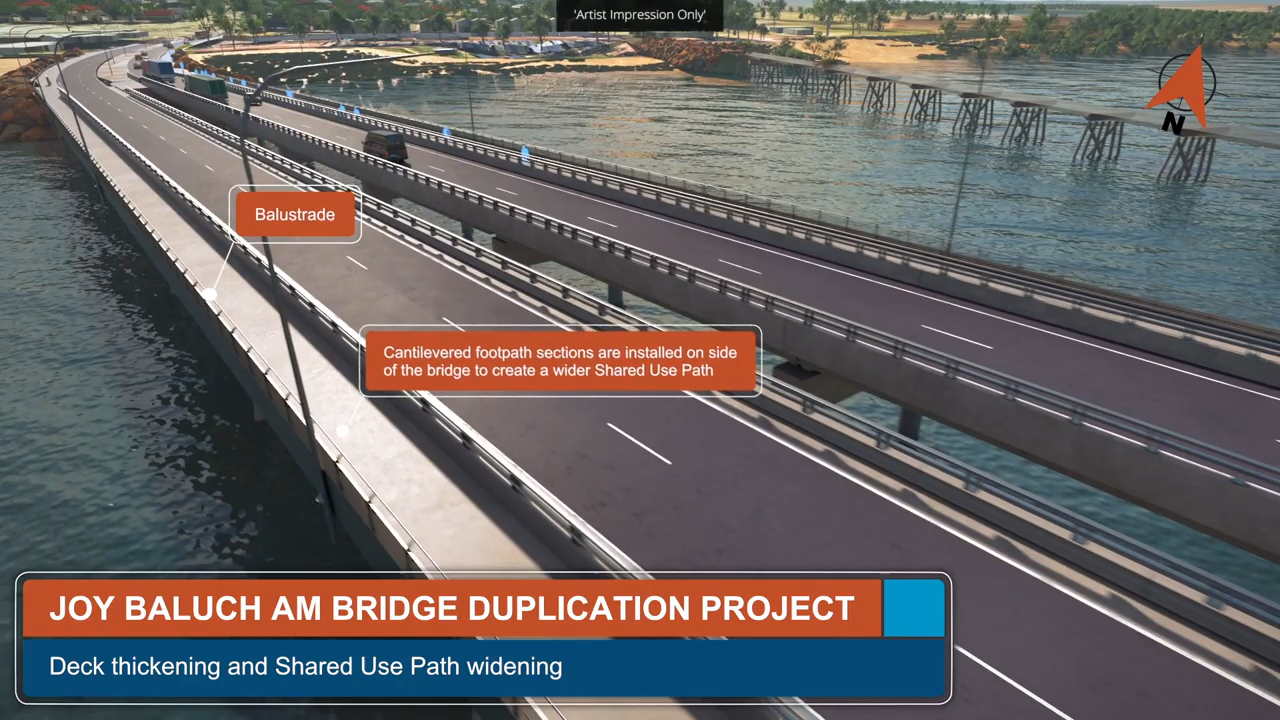 'Artist Impression Only'
N
Balustrade
Cantilevered footpath sections are installed on side
of the bridge to create a wider Shared Use Path
JOY BALUCH AM BRIDGE DUPLICATION PROJECT
Deck thickening and Shared Use Path widening